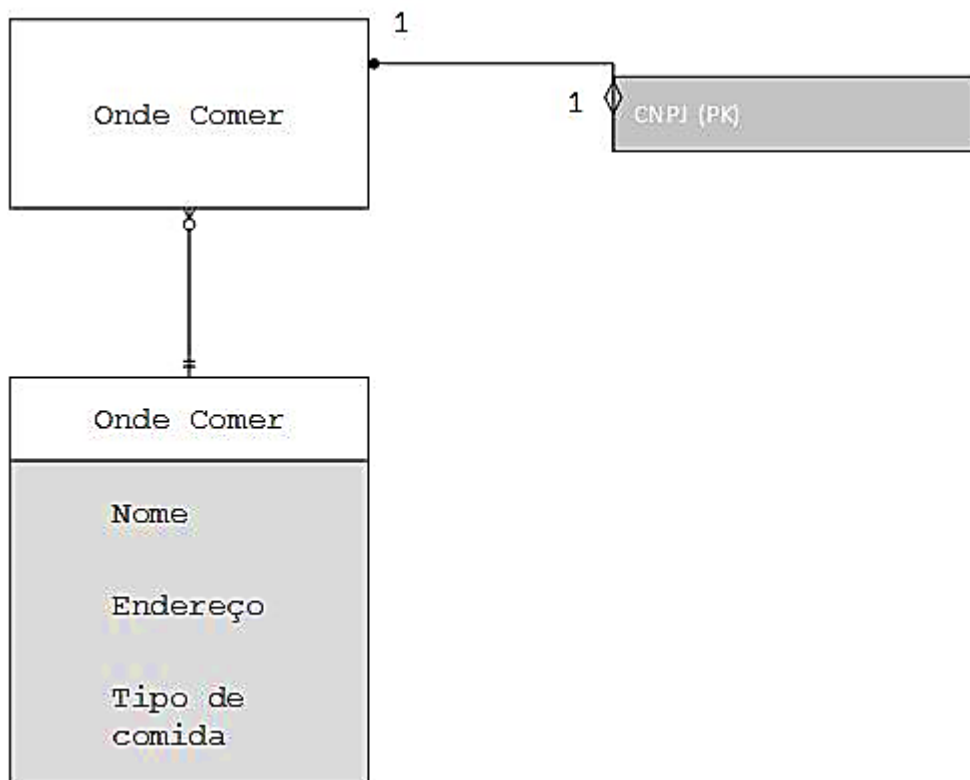 1
Onde Comer
1
CNPJ (PK)
Onde Comer
Nome
Endereço
Tipo de
comida